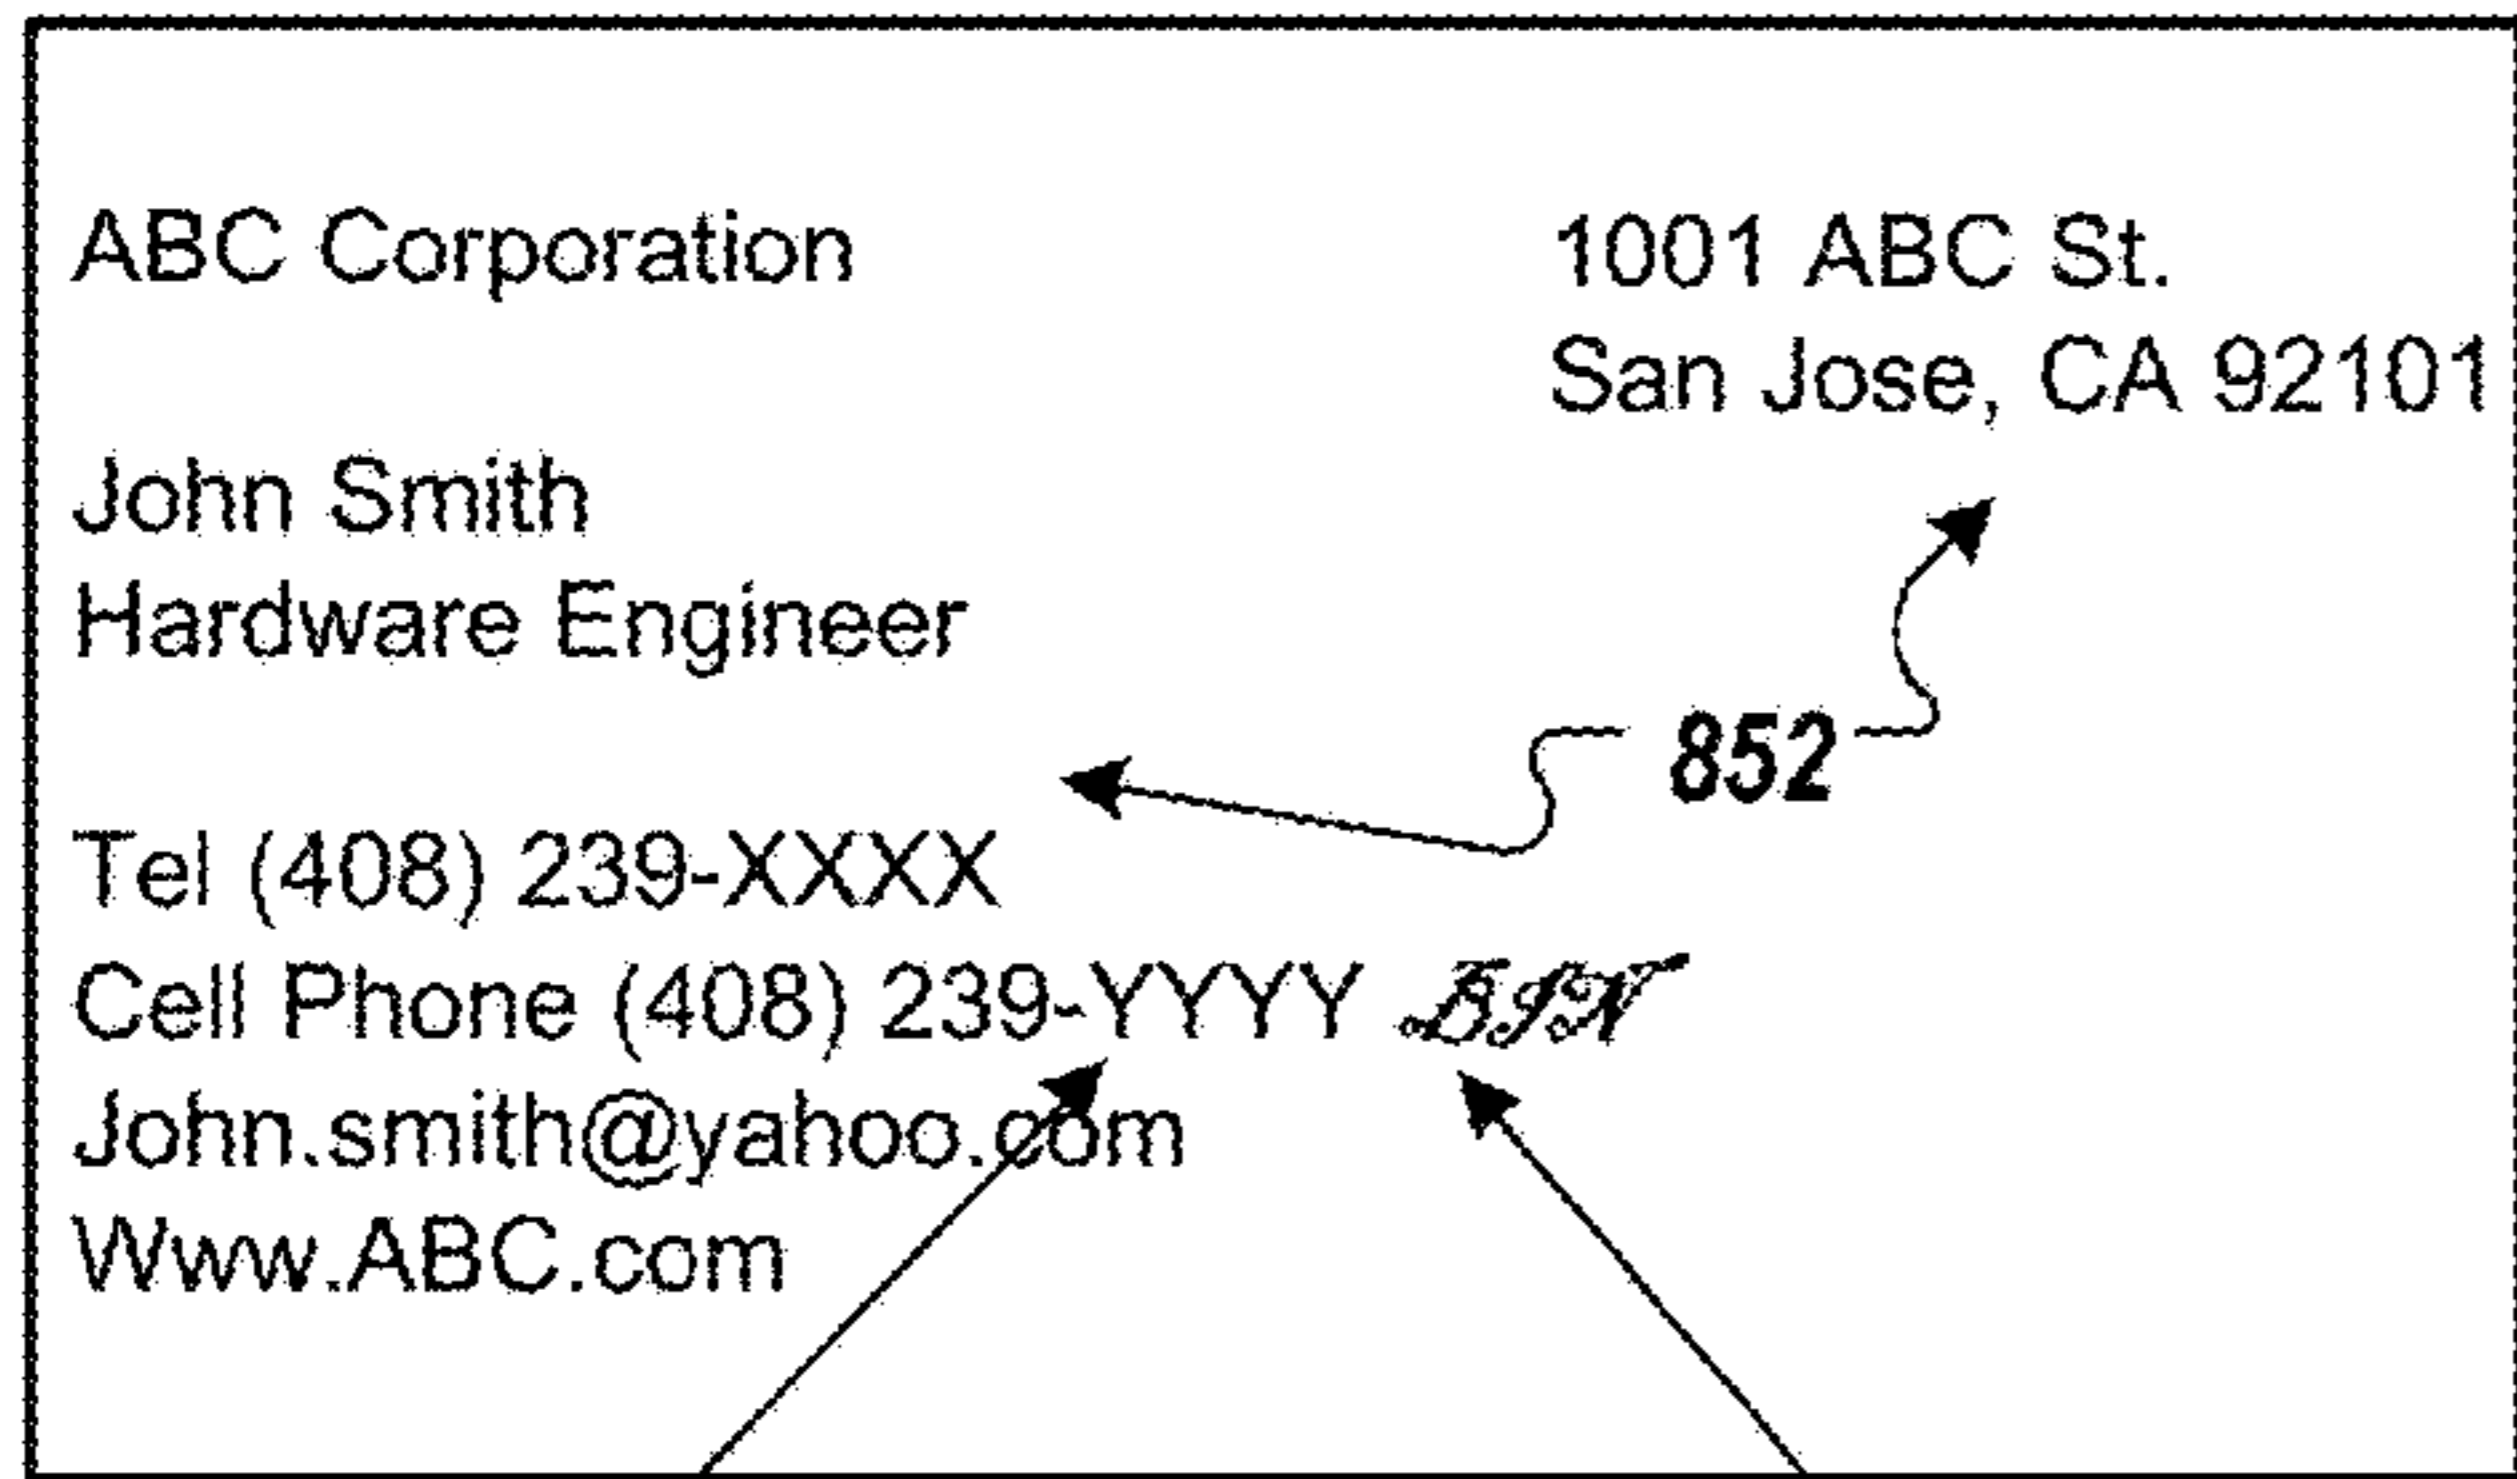 ABC Corporation
1001 ABC St.
San Jose, CA 92101
John Smith
Hardware Engineer
852
Tel (408) 239-XXXX
Cell Phone (408) 239-YYYY BIN
John.smith@yahoo.com
Www.ABC.com